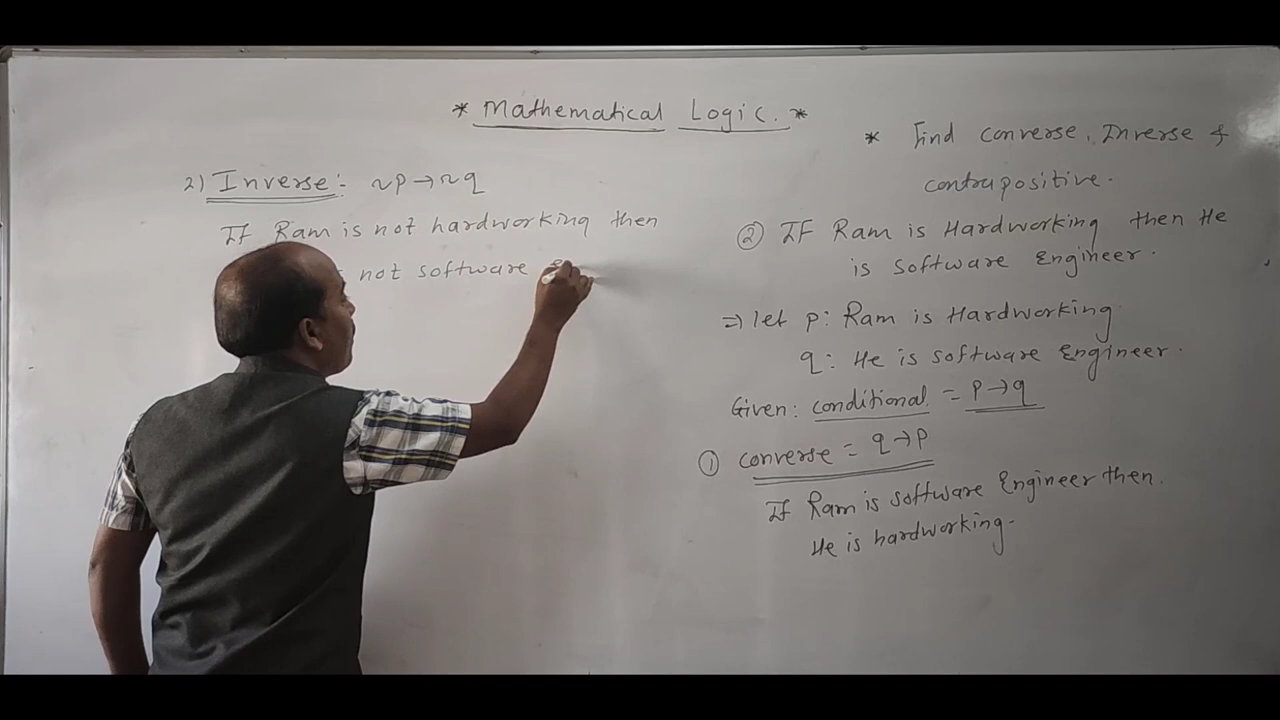 * Mathematical Logic. *
* Find converse, Inverse &
contrapositive.
② If Ram is Hardworking then He
is software Engineer.
=> let p: Ram is Hardworking
q: He is software Engineer.
Given: conditional = p→q
① converse = q→p
If Ram is software Engineer then.
He is hardworking.
2) Inverse:- ~p→~q
If Ram is not hardworking then
not software